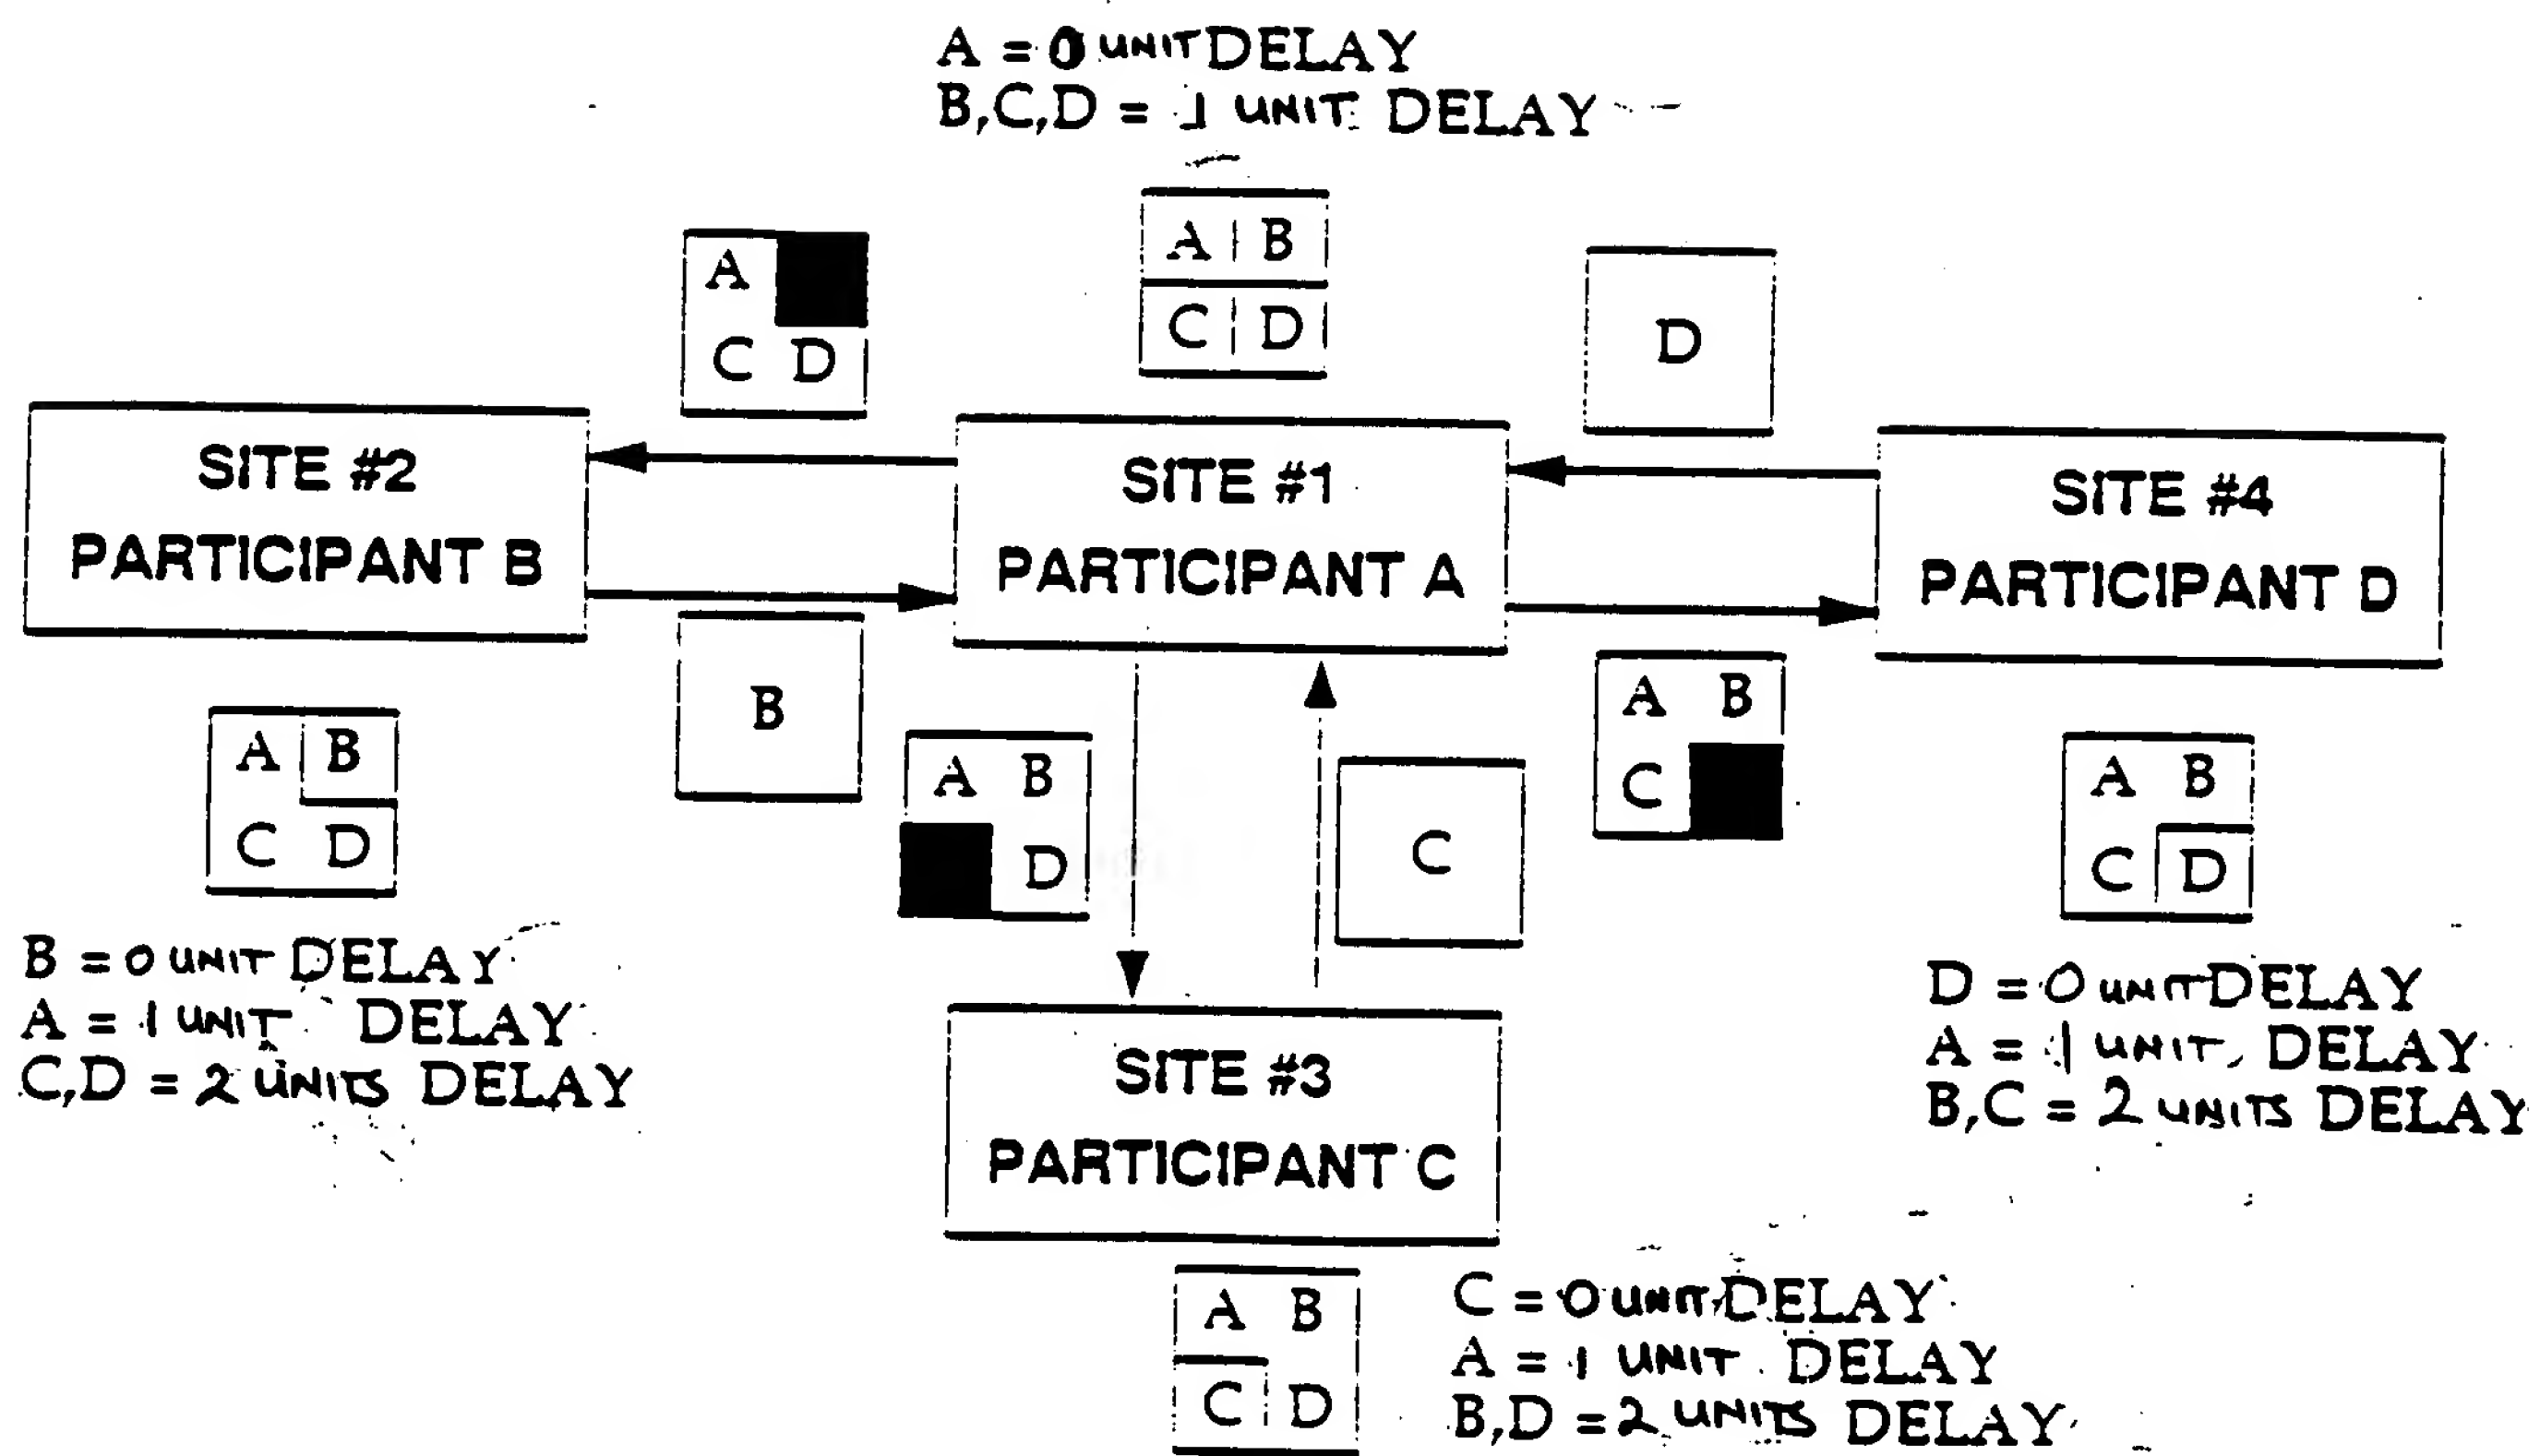 A = 0 UNIT DELAY
B,C,D = 1 UNIT DELAY
A B
C D
A
C D
D
SITE #2
PARTICIPANT B
SITE #1
PARTICIPANT A
SITE #4
PARTICIPANT D
A B
C D
B
A B
D
C
A B
C
A B
C D
B = 0 UNIT DELAY
A = 1 UNIT DELAY
C,D = 2 UNITS DELAY
D = 0 UNIT DELAY
A = 1 UNIT DELAY
B,C = 2 UNITS DELAY
SITE #3
PARTICIPANT C
A B
C D
C = 0 UNIT DELAY
A = 1 UNIT DELAY
B,D = 2 UNITS DELAY